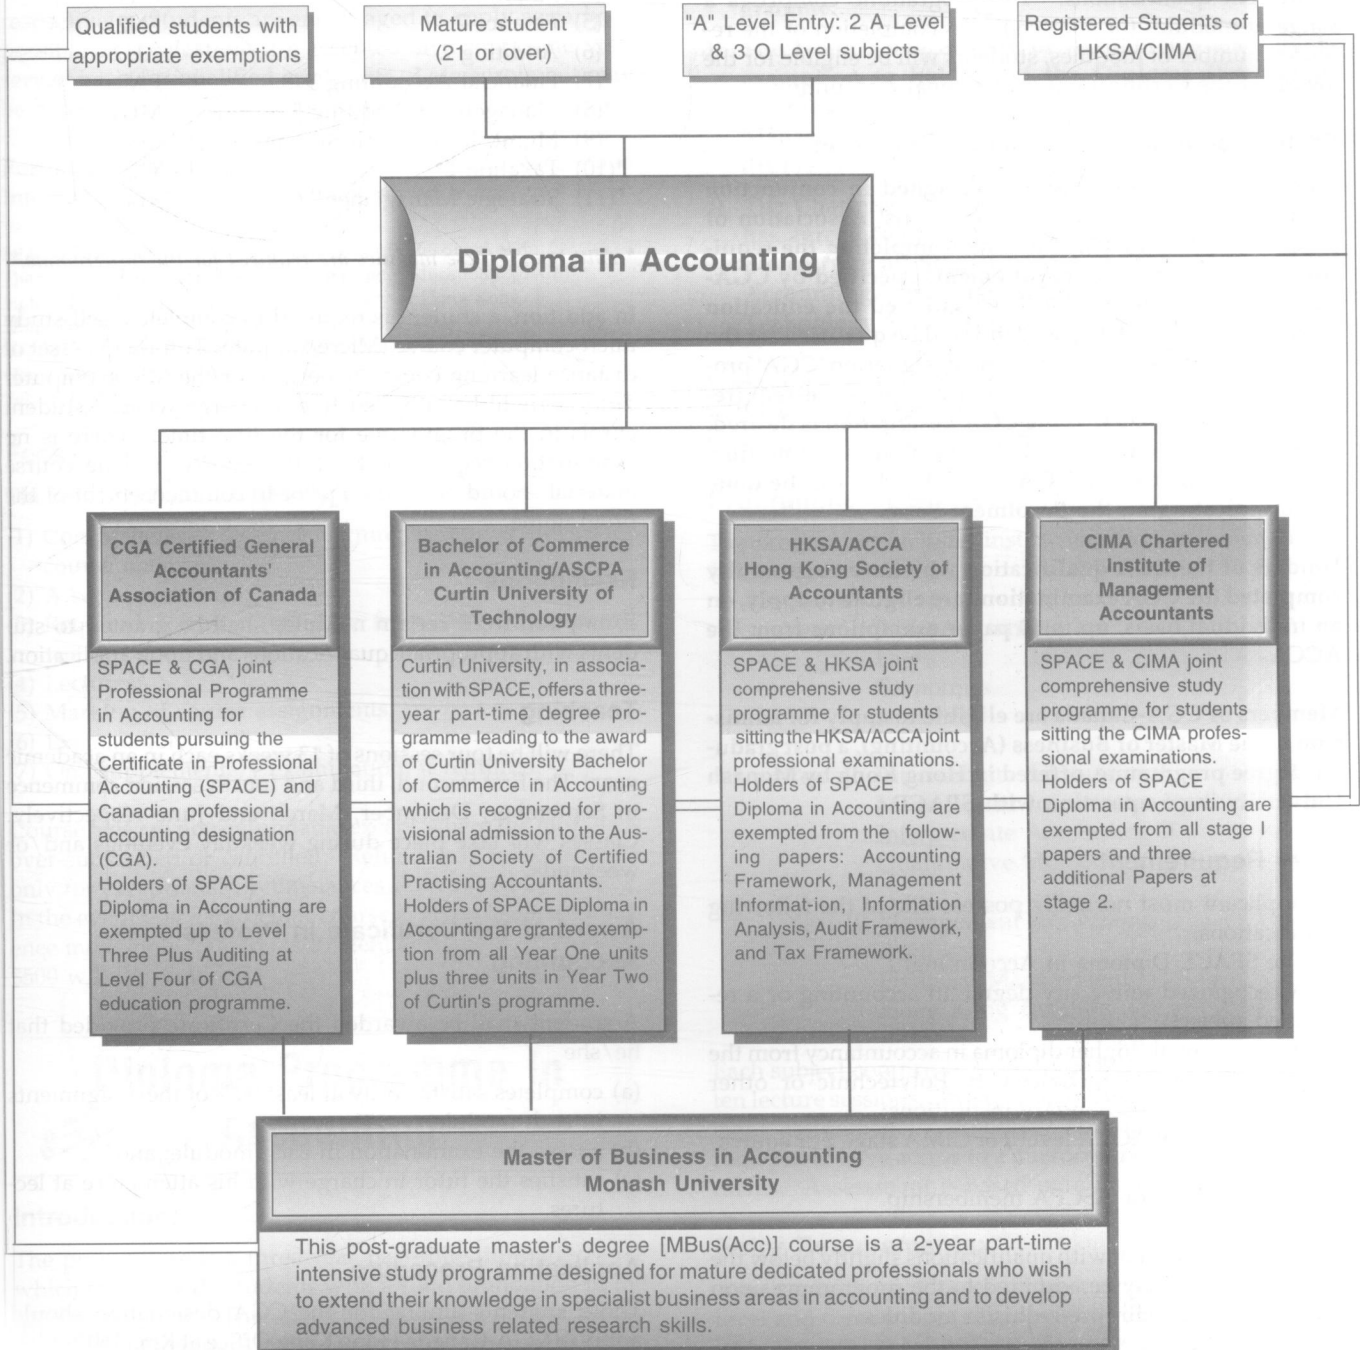 Qualified students with
appropriate exemptions
Mature student
(21 or over)
"A" Level Entry: 2 A Level
& 3 O Level subjects
Registered Students of
HKSA/CIMA
Diploma in Accounting
CGA Certified General
Accountants'
Association of Canada
SPACE & CGA joint
Professional Programme
in Accounting for
students pursuing the
Certificate in Professional
Accounting (SPACE) and
Canadian professional
accounting designation
(CGA).
Holders of SPACE
Diploma in Accounting are
exempted up to Level
Three Plus Auditing at
Level Four of CGA
education programme.
Bachelor of Commerce
in Accounting/ASCPA
Curtin University of
Technology
Curtin University, in associa-
tion with SPACE, offers a three-
year part-time degree pro-
gramme leading to the award
of Curtin University Bachelor
of Commerce in Accounting
which is recognized for pro-
visional admission to the Aus-
tralian Society of Certified
Practising Accountants.
Holders of SPACE Diploma in
Accounting are granted exemp-
tion from all Year One units
plus three units in Year Two
of Curtin's programme.
HKSA/ACCA
Hong Kong Society of
Accountants
SPACE & HKSA joint
comprehensive study
programme for students
sitting the HKSA/ACCA joint
professional examinations.
Holders of SPACE
Diploma in Accounting are
exempted from the follow-
ing papers: Accounting
Framework, Management
Informat-ion, Information
Analysis, Audit Framework,
and Tax Framework.
CIMA Chartered
Institute of
Management
Accountants
SPACE & CIMA joint
comprehensive study
programme for students
sitting the CIMA profes-
sional examinations.
Holders of SPACE
Diploma in Accounting are
exempted from all stage I
papers and three
additional Papers at
stage 2.
Master of Business in Accounting
Monash University
This post-graduate master's degree [MBus(Acc)] course is a 2-year part-time
intensive study programme designed for mature dedicated professionals who wish
to extend their knowledge in specialist business areas in accounting and to develop
advanced business related research skills.